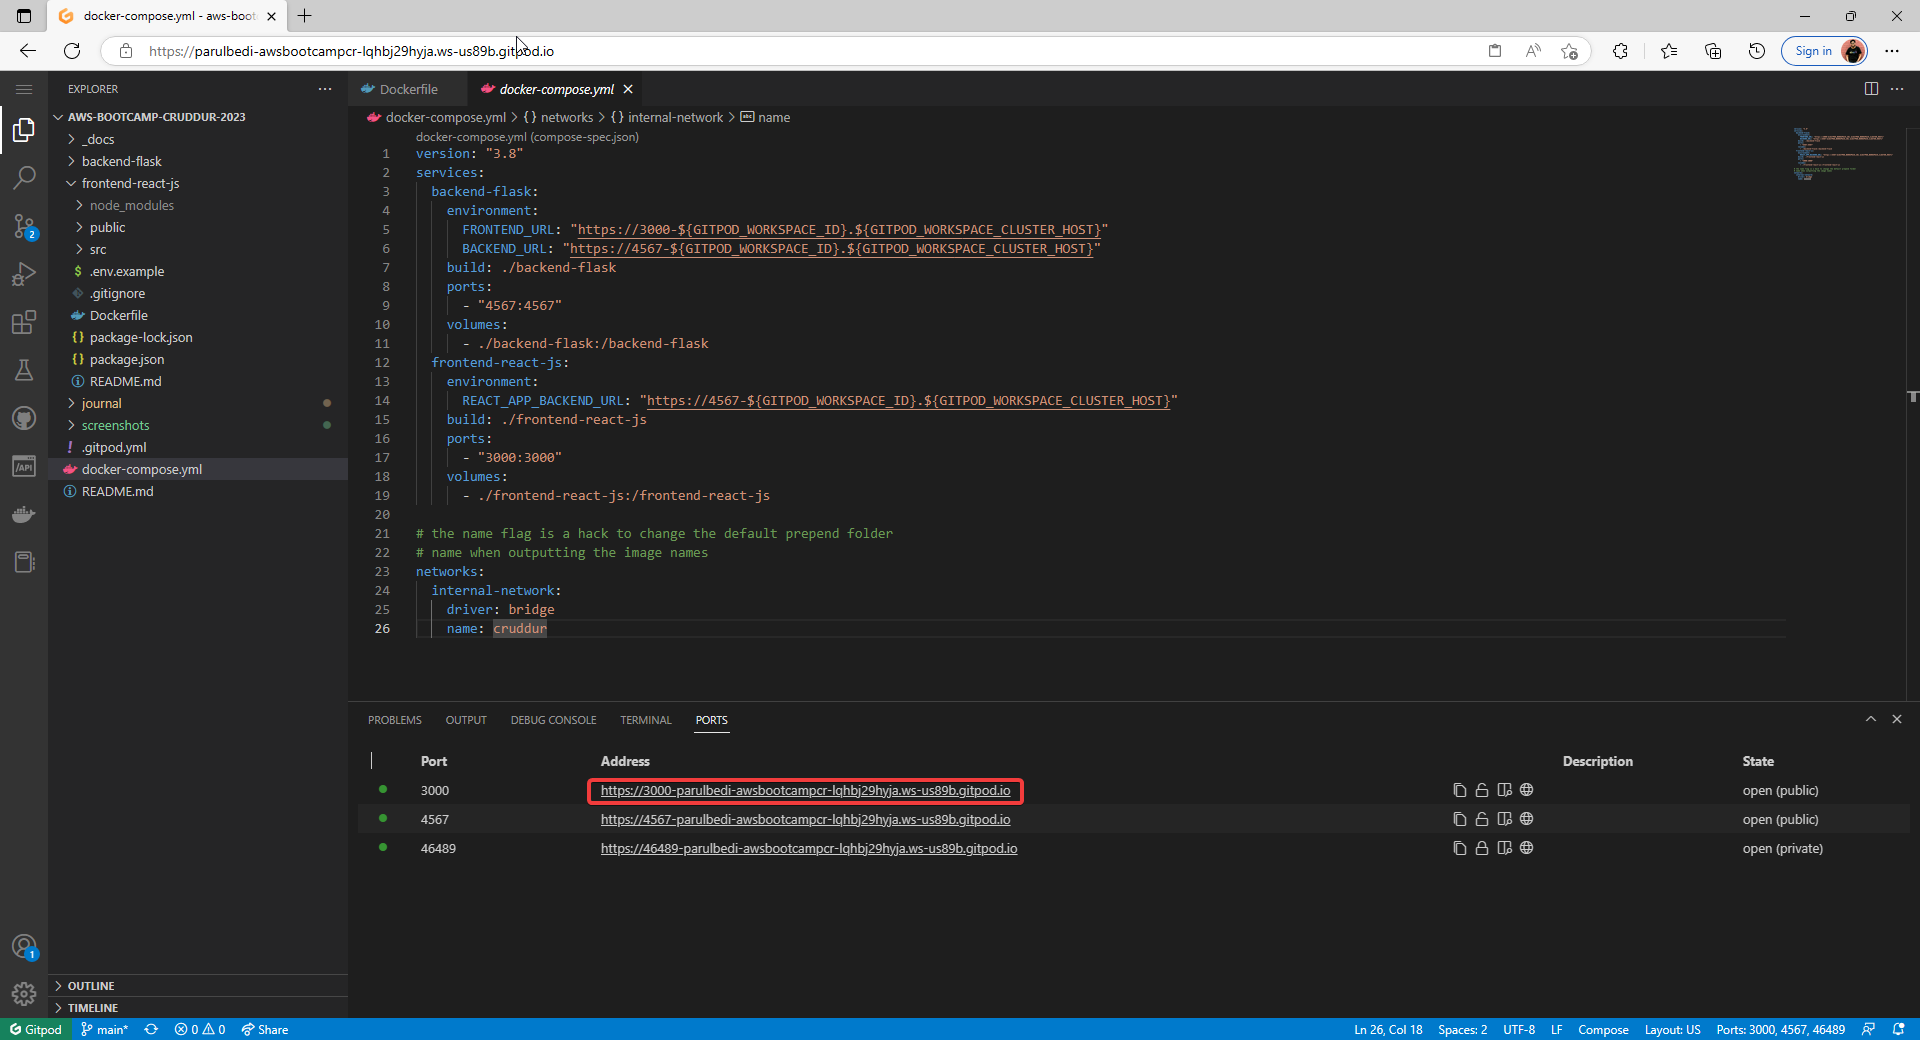 docker-compose.yml - aws-boot
https://parulbedi-awsbootcampcr-lqhbj29hyja.ws-us89b.gitpod.io
Sign in
EXPLORER
AWS-BOOTCAMP-CRUDDUR-2023
_docs
backend-flask
frontend-react-js
node_modules
public
src
.env.example
.gitignore
Dockerfile
package-lock.json
package.json
README.md
journal
screenshots
.gitpod.yml
docker-compose.yml
README.md
OUTLINE
TIMELINE
2
/API
1
Dockerfile
docker-compose.yml
docker-compose.yml > {} networks > {} internal-network > abc name
docker-compose.yml (compose-spec.json)
1 version: "3.8"
2 services:
3 backend-flask:
4 environment:
5 FRONTEND_URL: "https://3000-${GITPOD_WORKSPACE_ID}.${GITPOD_WORKSPACE_CLUSTER_HOST}"
6 BACKEND_URL: "https://4567-${GITPOD_WORKSPACE_ID}.${GITPOD_WORKSPACE_CLUSTER_HOST}"
7 build: ./backend-flask
8 ports:
9 - "4567:4567"
10 volumes:
11 - ./backend-flask:/backend-flask
12 frontend-react-js:
13 environment:
14 REACT_APP_BACKEND_URL: "https://4567-${GITPOD_WORKSPACE_ID}.${GITPOD_WORKSPACE_CLUSTER_HOST}"
15 build: ./frontend-react-js
16 ports:
17 - "3000:3000"
18 volumes:
19 - ./frontend-react-js:/frontend-react-js
20
21 # the name flag is a hack to change the default prepend folder
22 # name when outputting the image names
23 networks:
24 internal-network:
25 driver: bridge
26 name: cruddur
PROBLEMS OUTPUT DEBUG CONSOLE TERMINAL PORTS
Port Address Description State
3000 https://3000-parulbedi-awsbootcampcr-lqhbj29hyja.ws-us89b.gitpod.io open (public)
4567 https://4567-parulbedi-awsbootcampcr-lqhbj29hyja.ws-us89b.gitpod.io open (public)
46489 https://46489-parulbedi-awsbootcampcr-lqhbj29hyja.ws-us89b.gitpod.io open (private)
Gitpod main* 0 0 Share Ln 26, Col 18 Spaces: 2 UTF-8 LF Compose Layout: US Ports: 3000, 4567, 46489